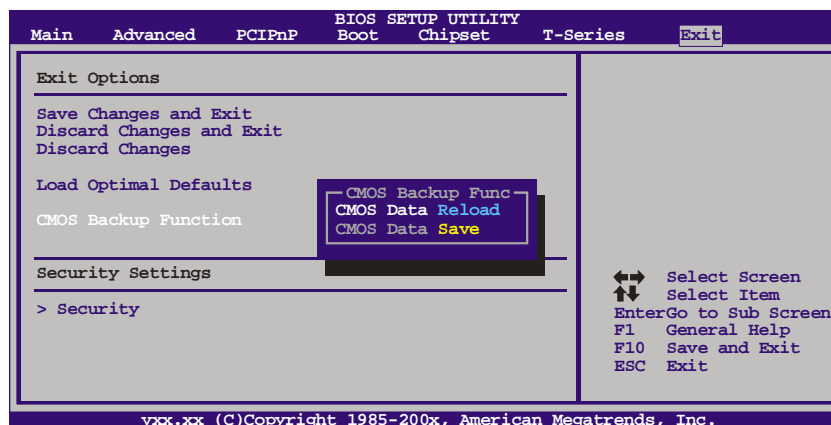 BIOS SETUP UTILITY
Main Advanced PCIPnP Boot Chipset T-Series Exit
Exit Options
Save Changes and Exit
Discard Changes and Exit
Discard Changes
Load Optimal Defaults
CMOS Backup Function
CMOS Backup Func
CMOS Data Reload
CMOS Data Save
Security Settings
> Security
Select Screen
Select Item
EnterGo to Sub Screen
F1 General Help
F10 Save and Exit
ESC Exit
vxx.xx (C)Copyright 1985-200x, American Megatrends, Inc.